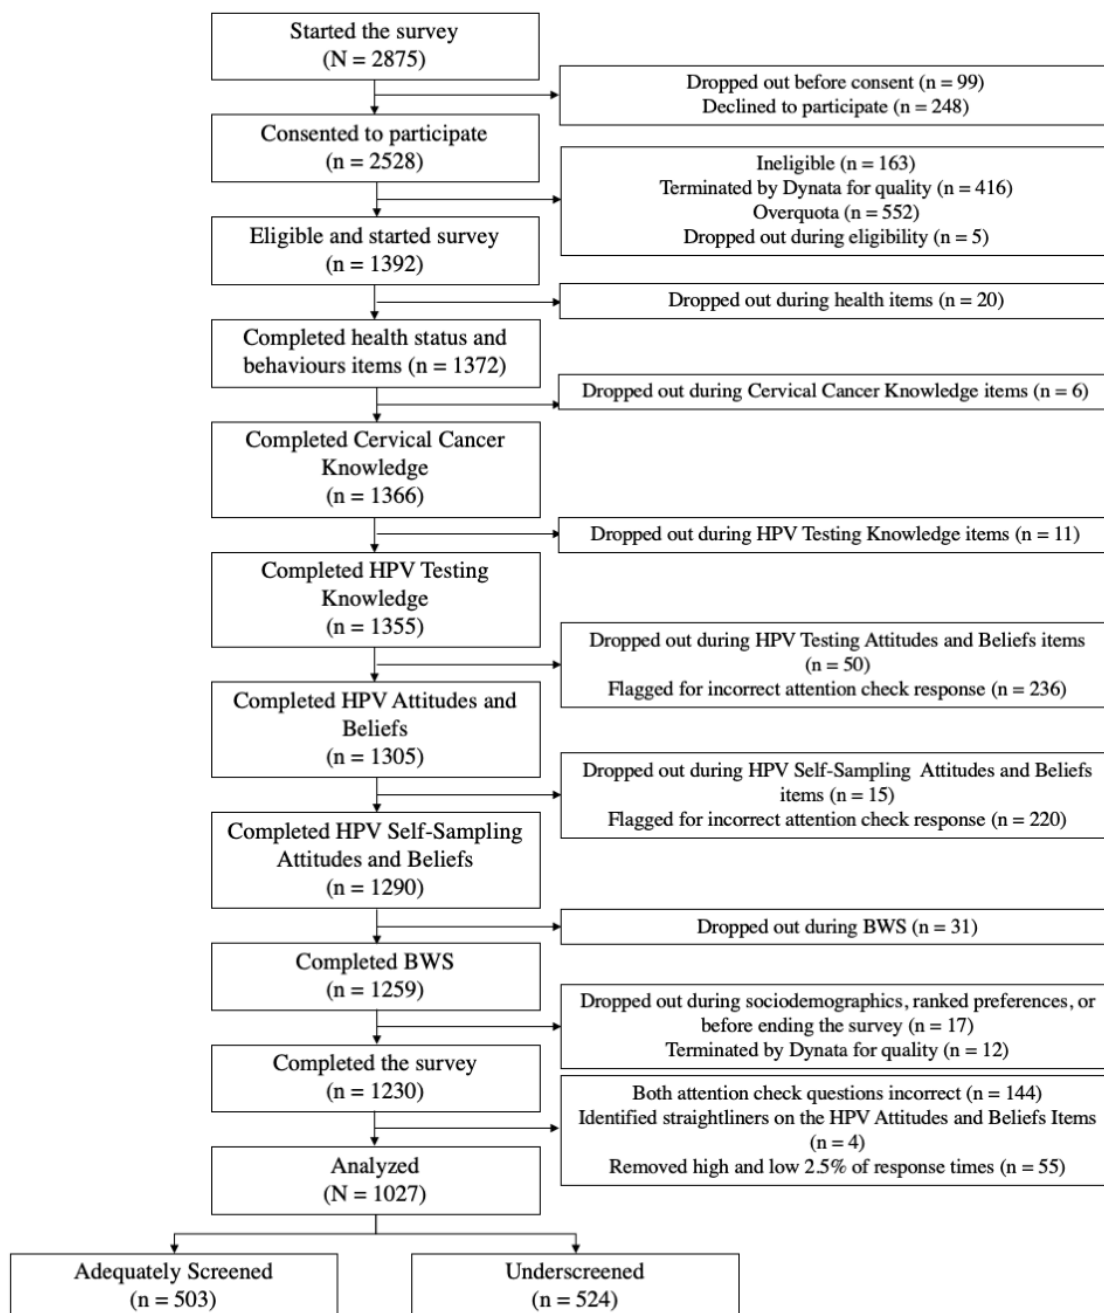 Started the survey
(N = 2875)
Dropped out before consent (n = 99)
Declined to participate (n = 248)
Consented to participate
(n = 2528)
Ineligible (n = 163)
Terminated by Dynata for quality (n = 416)
Overquota (n = 552)
Dropped out during eligibility (n = 5)
Eligible and started survey
(n = 1392)
Dropped out during health items (n = 20)
Completed health status and
behaviours items (n = 1372)
Dropped out during Cervical Cancer Knowledge items (n = 6)
Completed Cervical Cancer
Knowledge
(n = 1366)
Dropped out during HPV Testing Knowledge items (n = 11)
Completed HPV Testing
Knowledge
(n = 1355)
Dropped out during HPV Testing Attitudes and Beliefs items
(n = 50)
Flagged for incorrect attention check response (n = 236)
Completed HPV Attitudes and
Beliefs
(n = 1305)
Dropped out during HPV Self-Sampling Attitudes and Beliefs
items (n = 15)
Flagged for incorrect attention check response (n = 220)
Completed HPV Self-Sampling
Attitudes and Beliefs
(n = 1290)
Dropped out during BWS (n = 31)
Completed BWS
(n = 1259)
Dropped out during sociodemographics, ranked preferences, or
before ending the survey (n = 17)
Terminated by Dynata for quality (n = 12)
Completed the survey
(n = 1230)
Both attention check questions incorrect (n = 144)
Identified straightliners on the HPV Attitudes and Beliefs Items
(n = 4)
Removed high and low 2.5% of response times (n = 55)
Analyzed
(N = 1027)
Adequately Screened
(n = 503)
Underscreened
(n = 524)